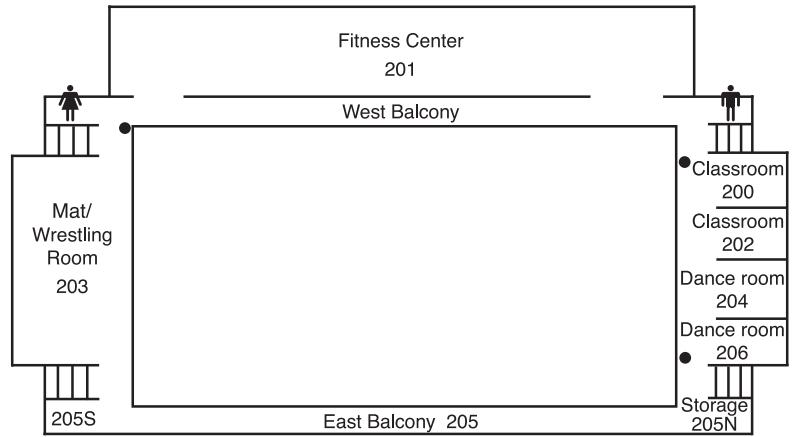 Fitness Center
201
West Balcony
Classroom
200
Mat/
Wrestling
Room
203
Classroom
202
Dance room
204
Dance room
206
205S
East Balcony 205
Storage
205N